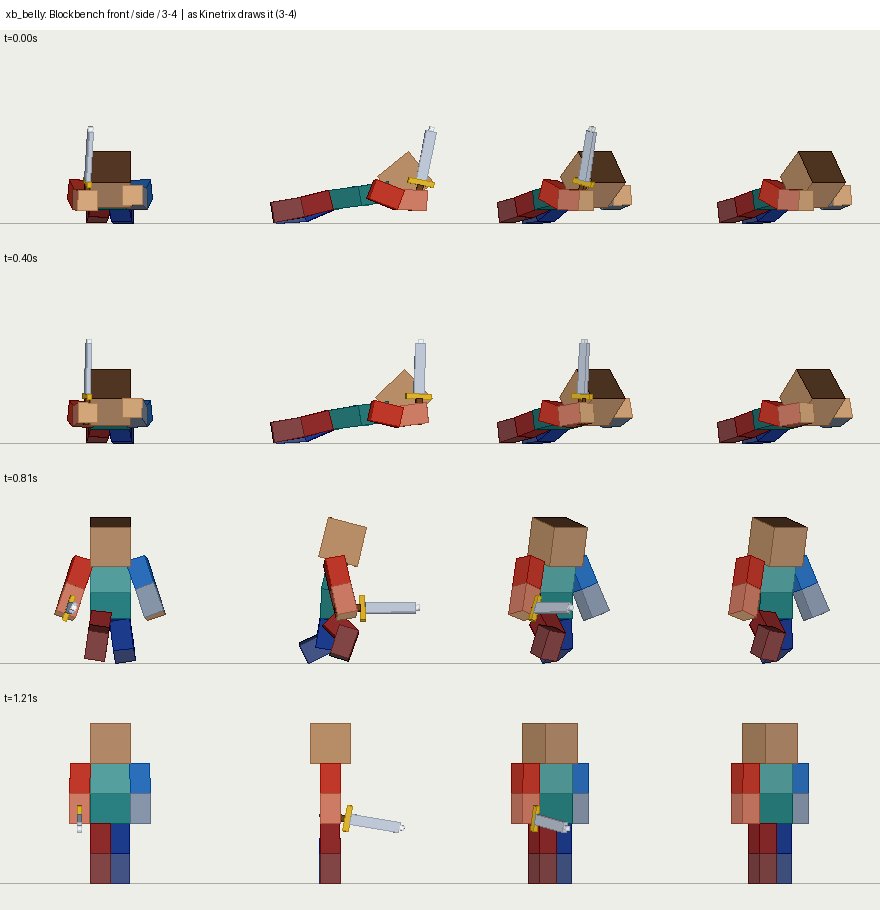 xb_belly: Blockbench front / side / 3-4 | as Kinetrix draws it (3-4)
t=0.00s
t=0.40s
t=0.81s
t=1.21s